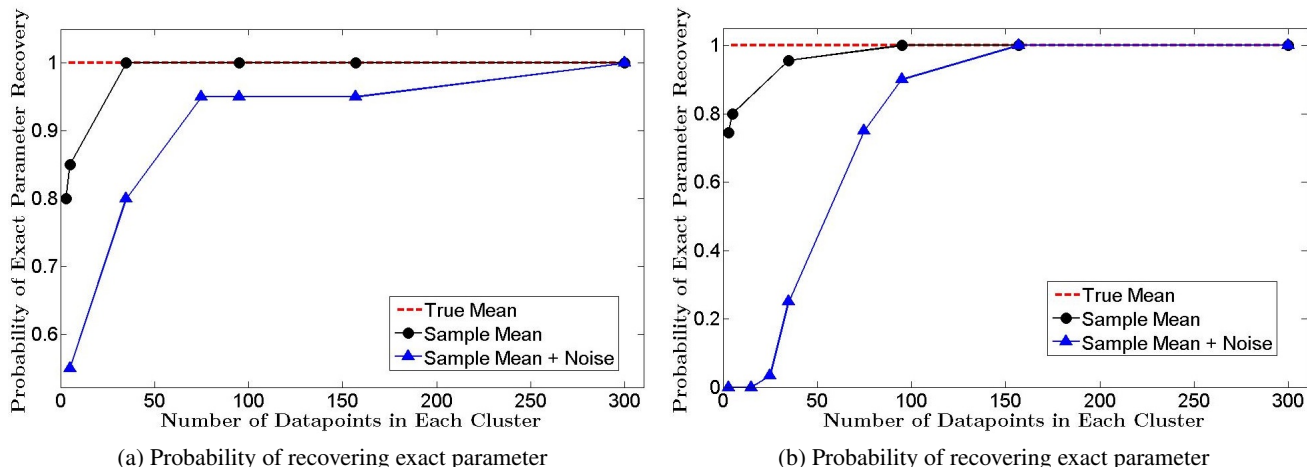 Probability of Exact Parameter Recovery
1
0.9
0.8
0.7
0.6
0
50
100
150
200
250
300
True Mean
Sample Mean
Sample Mean + Noise
Number of Datapoints in Each Cluster
(a) Probability of recovering exact parameter
Probability of Exact Parameter Recovery
1
0.8
0.6
0.4
0.2
0
0
50
100
150
200
250
300
True Mean
Sample Mean
Sample Mean + Noise
Number of Datapoints in Each Cluster
(b) Probability of recovering exact parameter